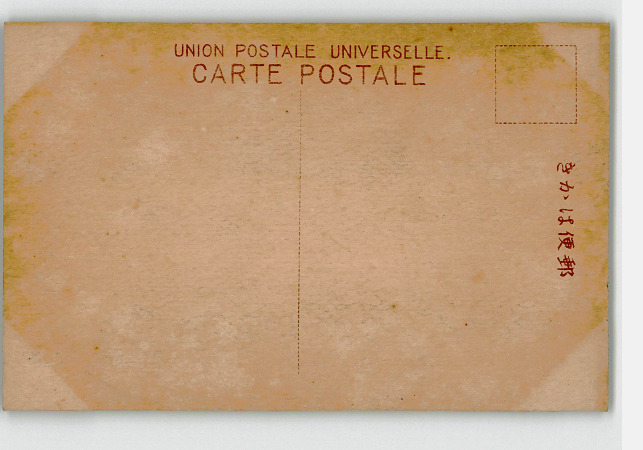 UNION POSTALE UNIVERSELLE.
CARTE POSTALE
きかは便郵